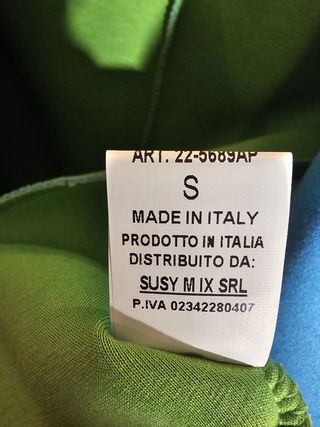 ART. 22-5689AP
S
MADE IN ITALY
PRODOTTO IN ITALIA
DISTRIBUITO DA:
SUSY M IX SRL
P.IVA 02342280407